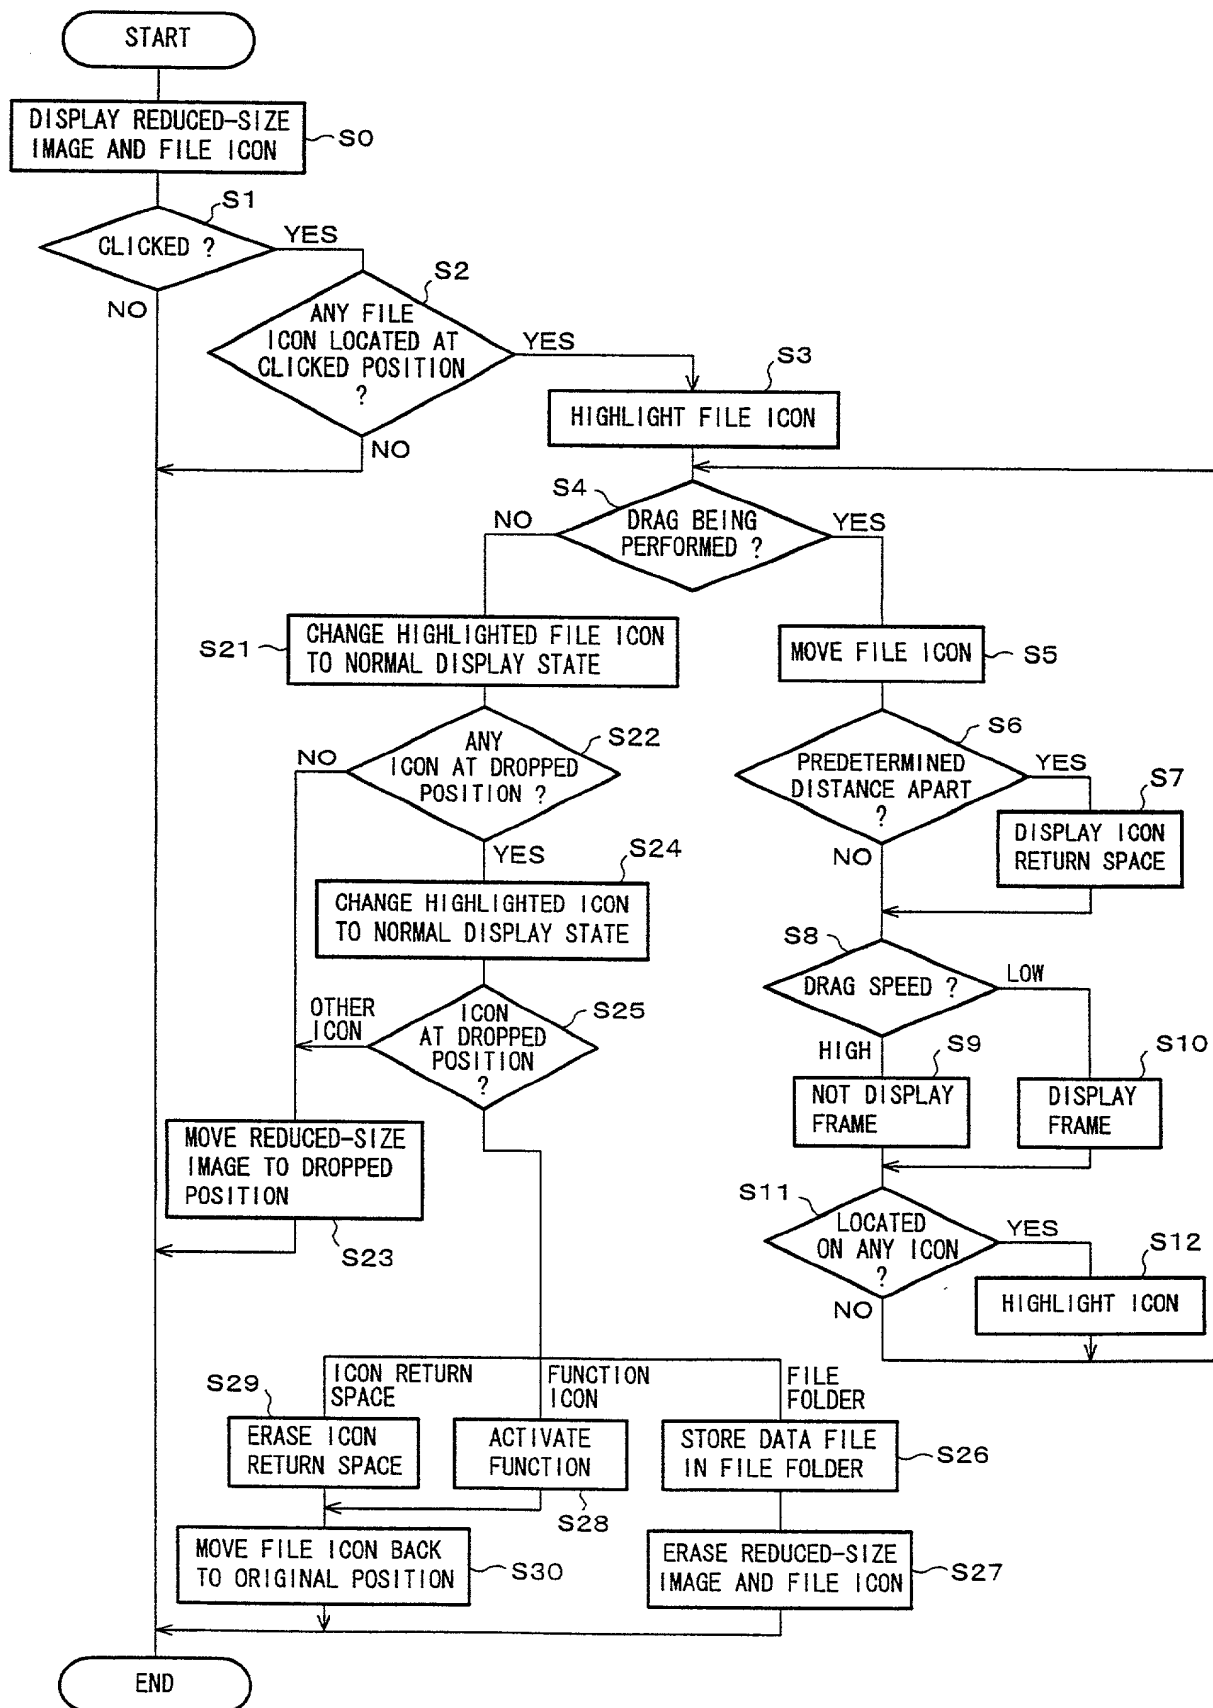 START
DISPLAY REDUCED-SIZE
IMAGE AND FILE ICON
S0
S1
CLICKED ?
YES
NO
S2
ANY FILE
ICON LOCATED AT
CLICKED POSITION
?
YES
NO
S3
HIGHLIGHT FILE ICON
S4
DRAG BEING
PERFORMED ?
NO
YES
S21
CHANGE HIGHLIGHTED FILE ICON
TO NORMAL DISPLAY STATE
MOVE FILE ICON
S5
S22
ANY
ICON AT DROPPED
POSITION ?
NO
YES
S6
PREDETERMINED
DISTANCE APART
?
YES
NO
S7
DISPLAY ICON
RETURN SPACE
S24
CHANGE HIGHLIGHTED ICON
TO NORMAL DISPLAY STATE
S8
DRAG SPEED ?
LOW
HIGH
OTHER
ICON
ICON
AT DROPPED
POSITION
?
S25
S9
NOT DISPLAY
FRAME
S10
DISPLAY
FRAME
MOVE REDUCED-SIZE
IMAGE TO DROPPED
POSITION
S23
S11
LOCATED
ON ANY ICON
?
YES
NO
S12
HIGHLIGHT ICON
ICON RETURN
SPACE
FUNCTION
ICON
FILE
FOLDER
S29
ERASE ICON
RETURN SPACE
ACTIVATE
FUNCTION
S28
STORE DATA FILE
IN FILE FOLDER
S26
MOVE FILE ICON BACK
TO ORIGINAL POSITION
S30
ERASE REDUCED-SIZE
IMAGE AND FILE ICON
S27
END